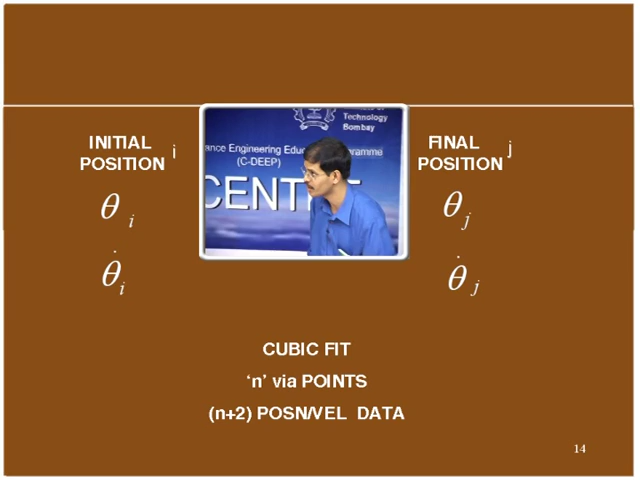 Technology
Bombay
ance Engineering Educ
ramme
(C-DEEP)
CENT
INITIAL
POSITION i
θ i
θ̇ i
FINAL
POSITION j
θ j
θ̇ j
CUBIC FIT
‘n’ via POINTS
(n+2) POSN/VEL DATA
14